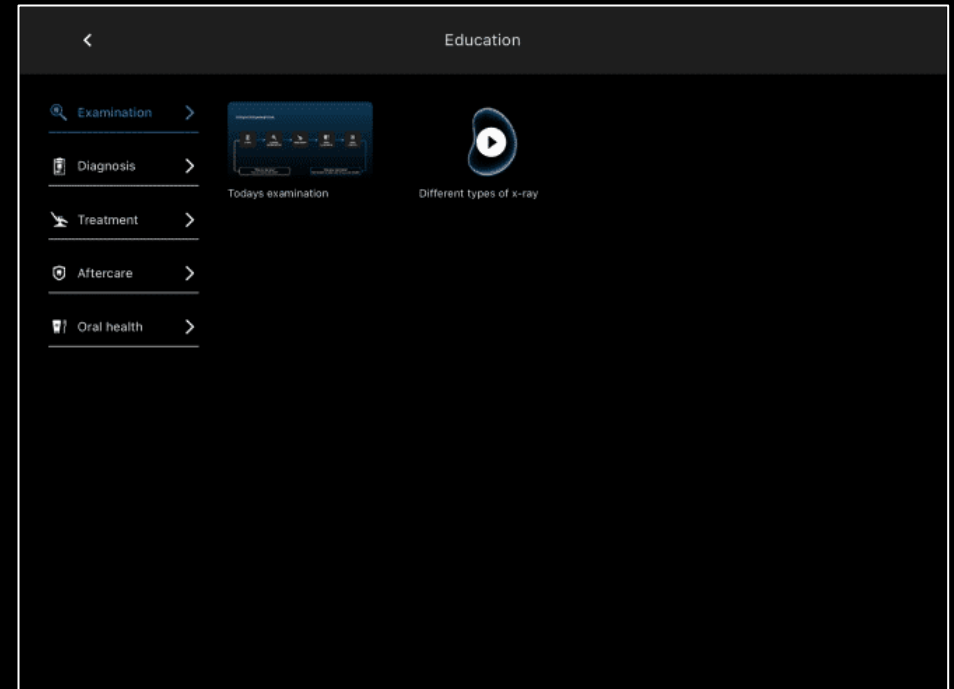 Education
Examination
Diagnosis
Treatment
Aftercare
Oral health
Todays examination
Different types of x-ray